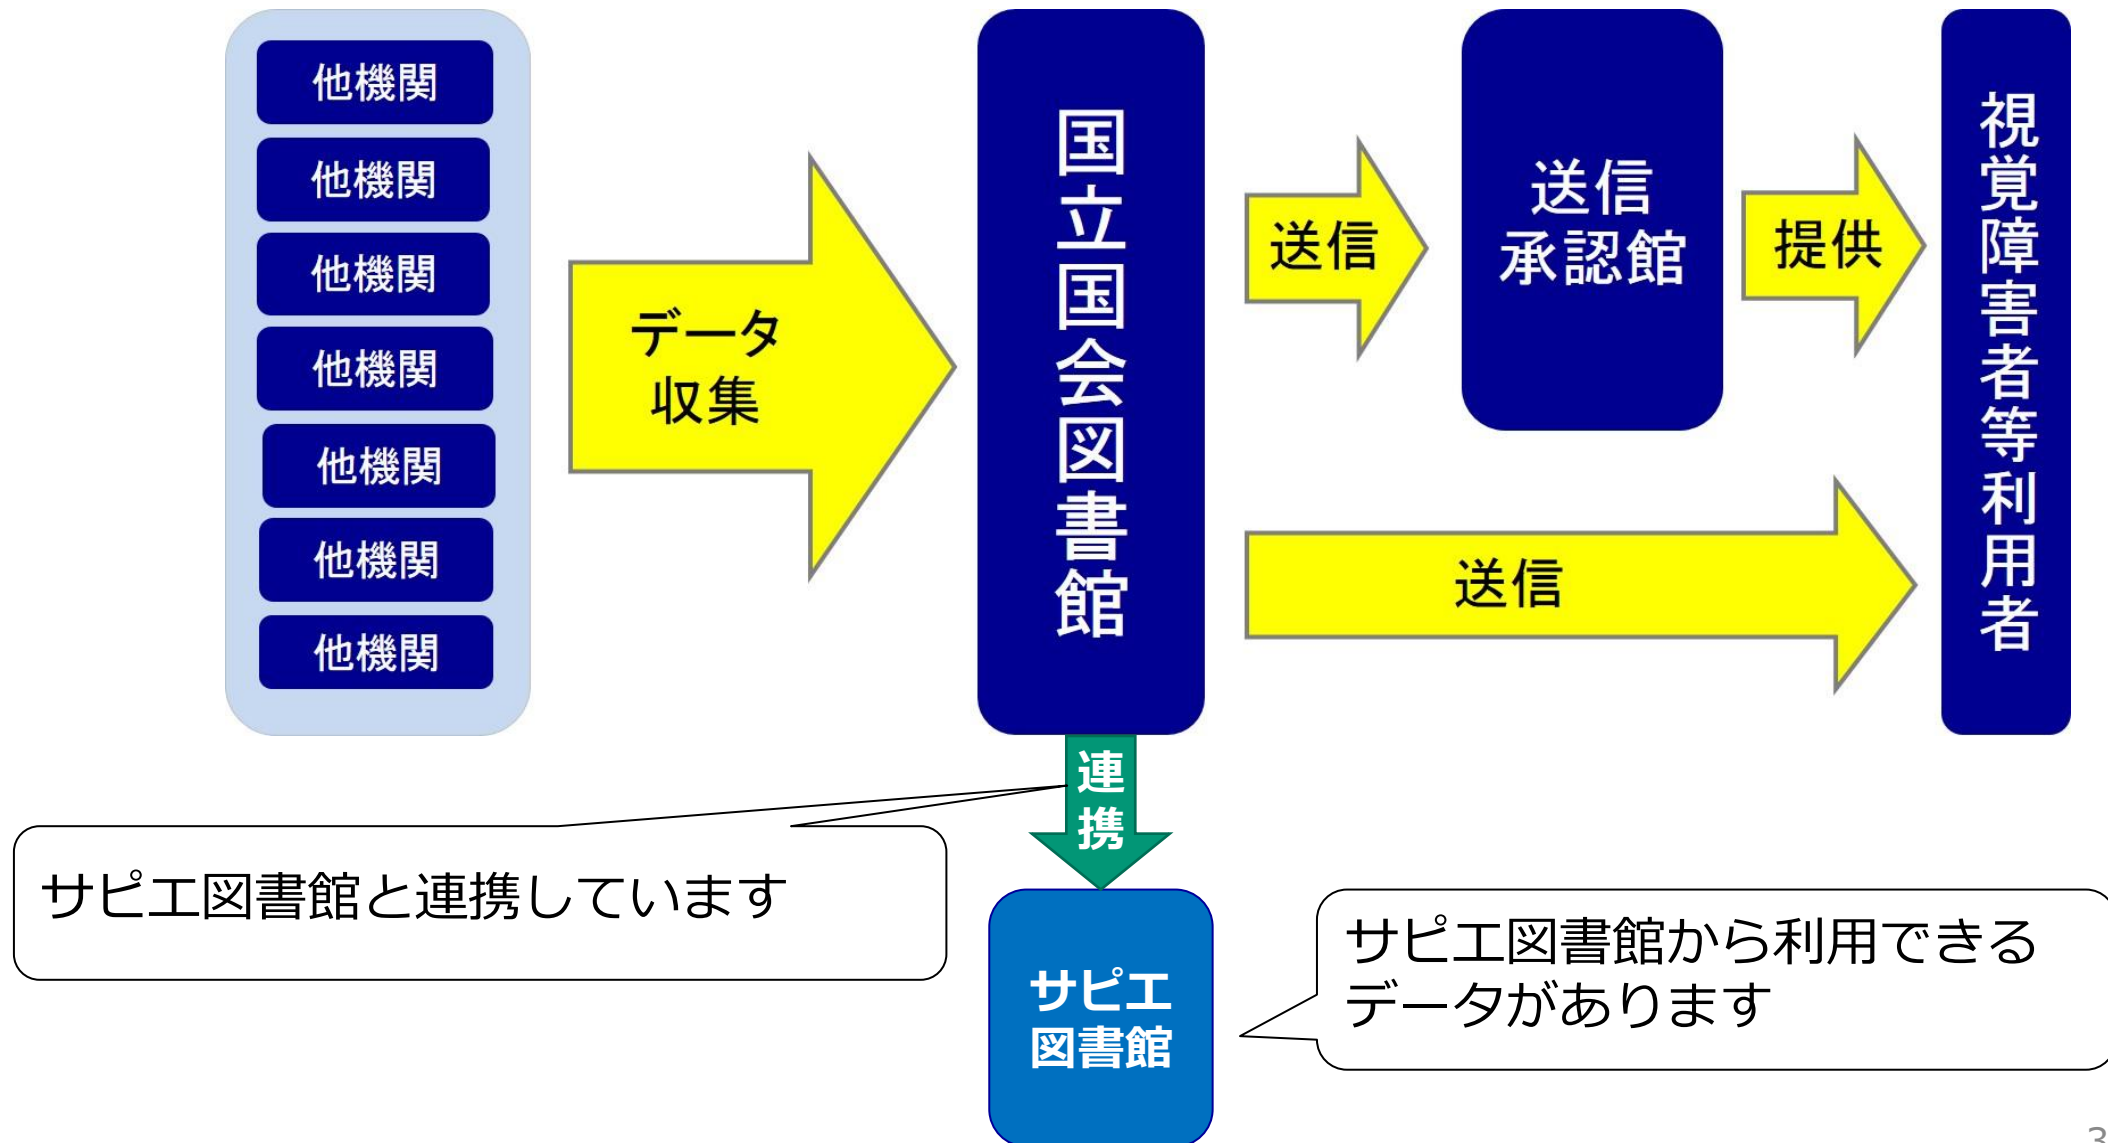 他機関
他機関
他機関
他機関
他機関
他機関
他機関
データ
収集
国立国会図書館
送信
送信
承認館
提供
送信
視覚障害者等利用者
連携
サピエ図書館と連携しています
サピエ
図書館
サピエ図書館から利用できる
データがあります
3